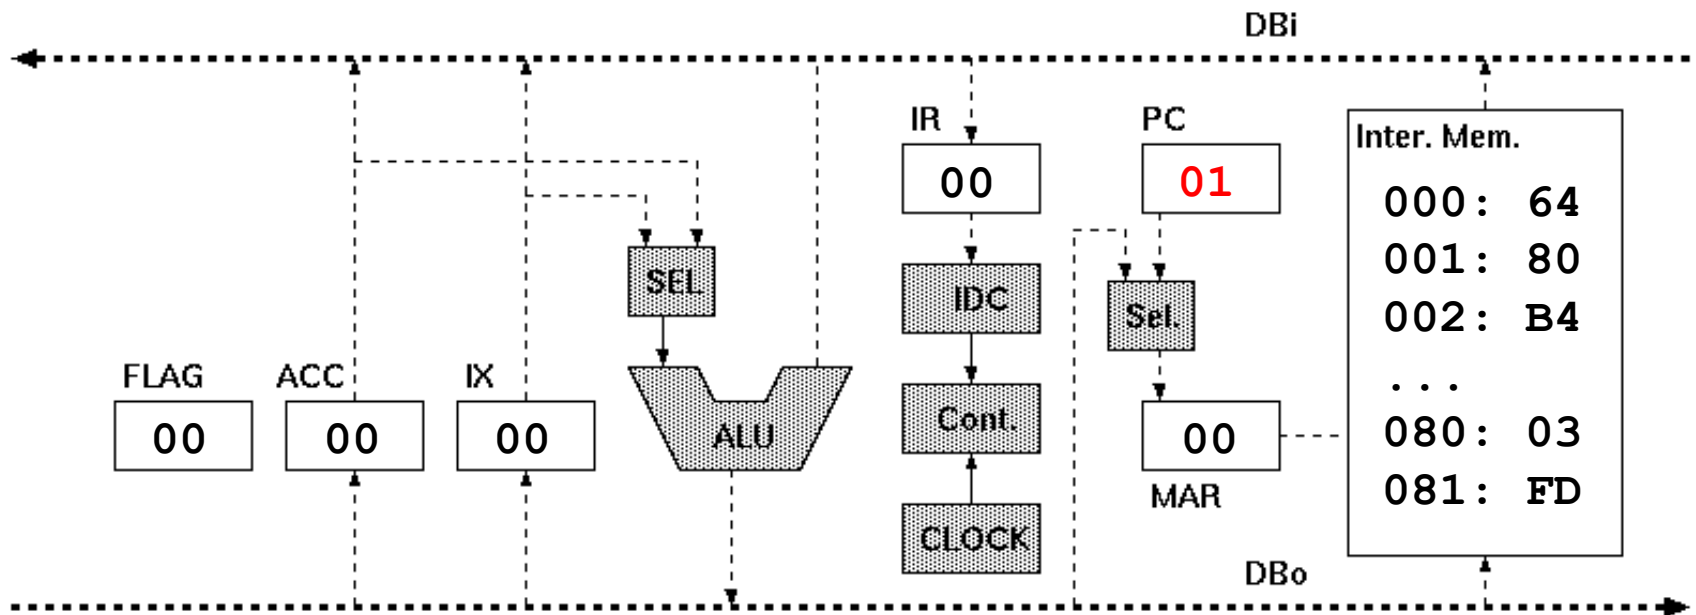 DBi
IR
PC
Inter. Mem.
00
01
000: 64
001: 80
002: B4
...
080: 03
081: FD
SEL
IDC
Sel.
FLAG
ACC
IX
00
00
00
ALU
Cont.
00
MAR
CLOCK
DBo